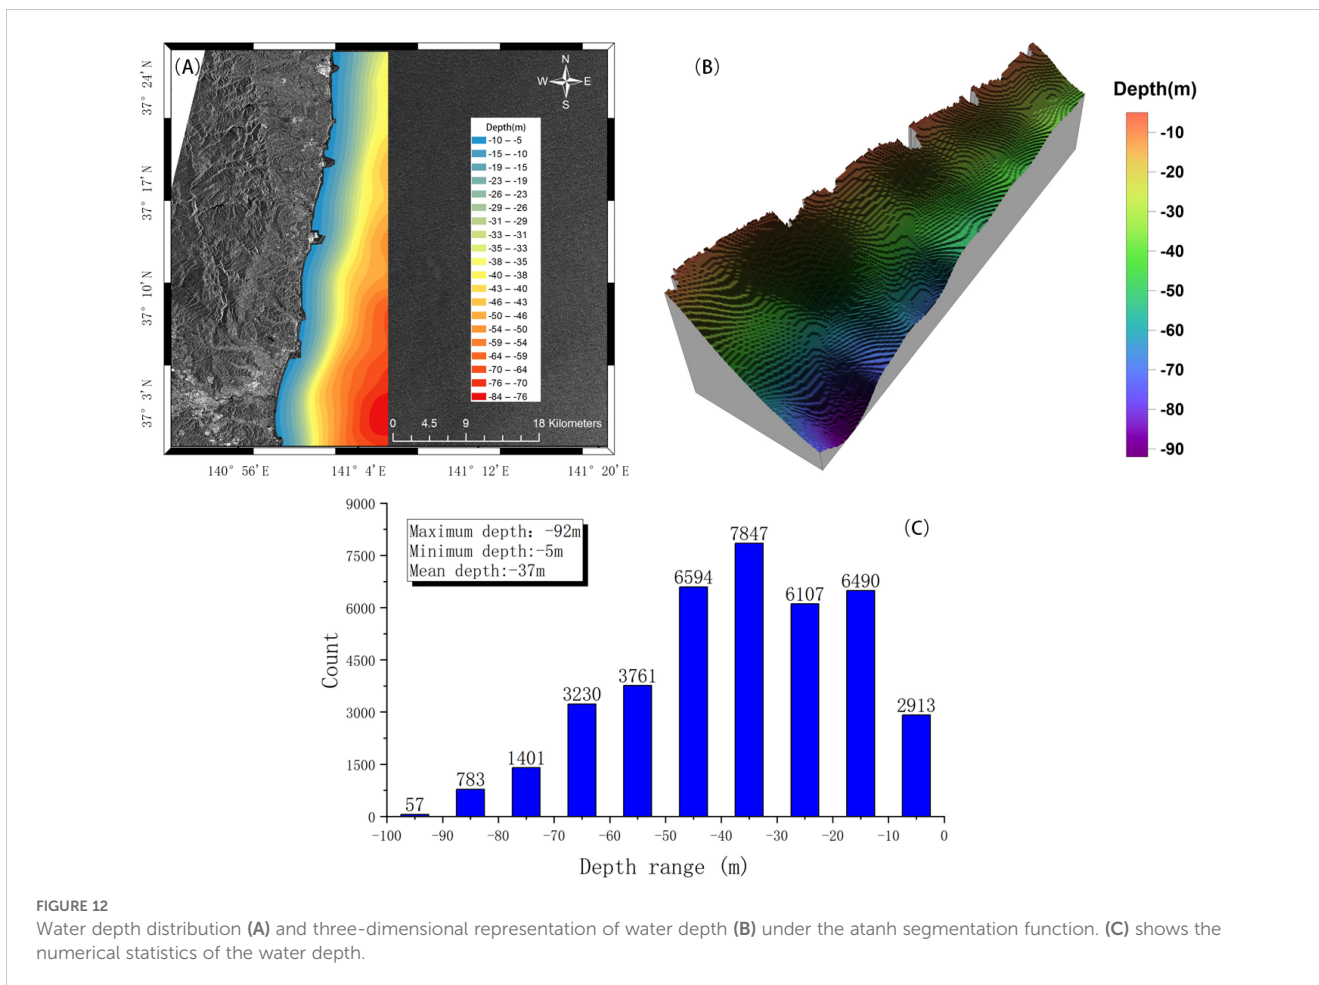 (A)
N
W E
S
37° 24′N
37° 17′N
37° 10′N
37° 3′N
Depth(m)
-10 – -5
-15 – -10
-19 – -15
-23 – -19
-26 – -23
-29 – -26
-31 – -29
-33 – -31
-35 – -33
-38 – -35
-40 – -38
-43 – -40
-46 – -43
-50 – -46
-54 – -50
-59 – -54
-64 – -59
-70 – -64
-76 – -70
-84 – -76
0 4.5 9 18 Kilometers
140° 56′E 141° 4′E 141° 12′E 141° 20′E
(B)
Depth(m)
-10
-20
-30
-40
-50
-60
-70
-80
-90
(C)
Maximum depth: -92m
Minimum depth:-5m
Mean depth:-37m
Count
9000
7500
6000
4500
3000
1500
0
57
783
1401
3230
3761
6594
7847
6107
6490
2913
-100 -90 -80 -70 -60 -50 -40 -30 -20 -10 0
Depth range (m)
FIGURE 12
Water depth distribution (A) and three-dimensional representation of water depth (B) under the atanh segmentation function. (C) shows the
numerical statistics of the water depth.